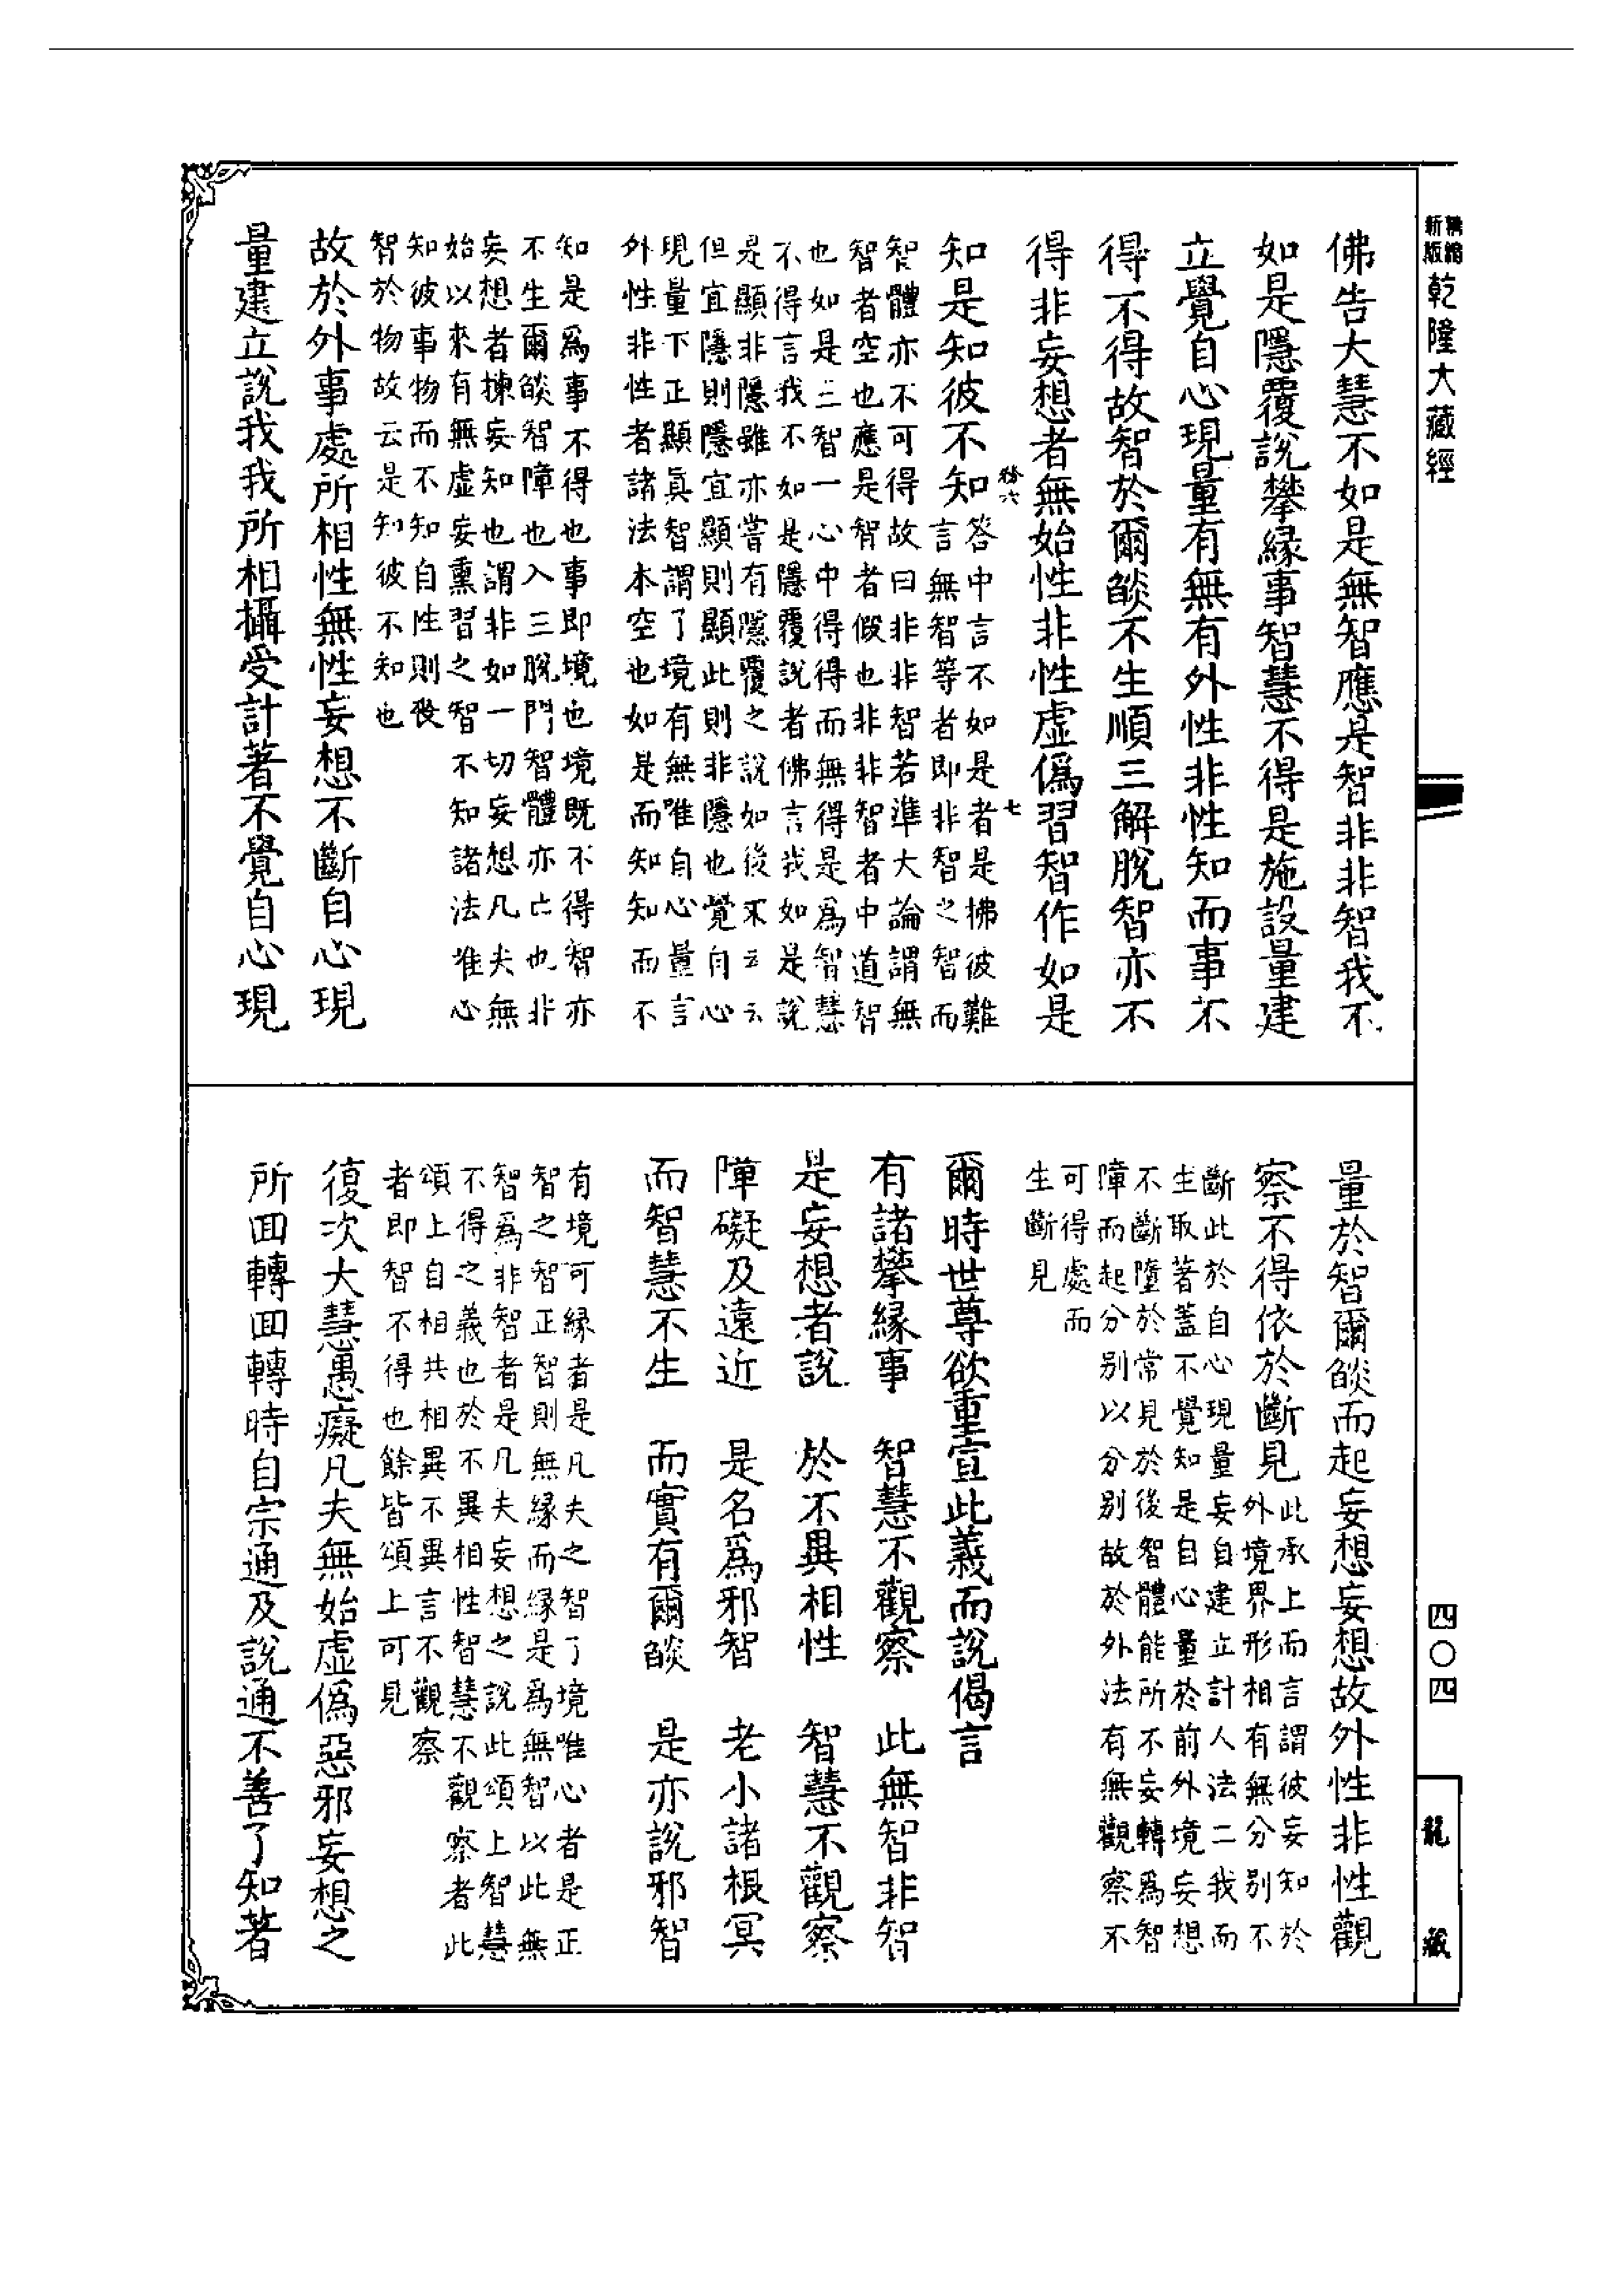 新版
精縮
乾隆大藏經
四〇四
龍藏
佛告大慧不如是無智應是智非非智我不
如是隱覆說攀緣事智慧不得是施設量建
立覺自心現量有無有外性非性知而事不
得不得故智於爾燄不生順三解脫智亦不
得非妄想者無始性非性虛偽習智作如是
知是知彼不知
答中言不如是者是拂彼難
言無智等者即非智之智而
智體亦不可得故曰非非智若準大論謂無
智者空也應是智者假也非非智者中道智
也如是三智一心中得得而無得是為智慧
不得言我不如是隱覆說者佛言我如是說
是顯非隱雖亦嘗有隱覆之說如後不云云
但宜隱則隱宜顯則顯此則非隱也覺自心
現量下正顯真智謂了境有無唯自心量言
外性非性者諸法本空也如是而知知而不
知是為事不得也事即境也境既不得智亦
不生爾燄智障也入三脫門智體亦亡也非
妄想者揀妄知也謂非如一切妄想凡夫無
始以來有無虛妄熏習之智不知諸法唯心
知彼事物而不知自性則役
智於物故云是知彼不知也
故於外事處所相性無性妄想不斷自心現
量建立說我我所相攝受計著不覺自心現
量於智爾燄而起妄想妄想故外性非性觀
察不得依於斷見
此承上而言謂彼妄知於
外境界形相有無分別不
斷此於自心現量妄自建立計人法二我而
生取著蓋不覺知是自心量於前外境妄想
不斷墮於常見於後智體能所不妄轉為智
障而起分別以分別故於外法有無觀察不
可得處而
生斷見
爾時世尊欲重宣此義而說偈言
有諸攀緣事　智慧不觀察　此無智非智
是妄想者說　於不異相性　智慧不觀察
障礙及遠近　是名為邪智　老小諸根冥
而智慧不生　而實有爾燄　是亦說邪智
有境可緣者是凡夫之智了境唯心者是正
智之智正智則無緣而緣是為無智以此無
智為非智者是凡夫妄想之說此頌上智慧
不得之義也於不異相性智慧不觀察者此
頌上自相共相異不異言不觀察
者即智不得也餘皆頌上可見
復次大慧愚癡凡夫無始虛偽惡邪妄想之
所回轉回轉時自宗通及說通不善了知著